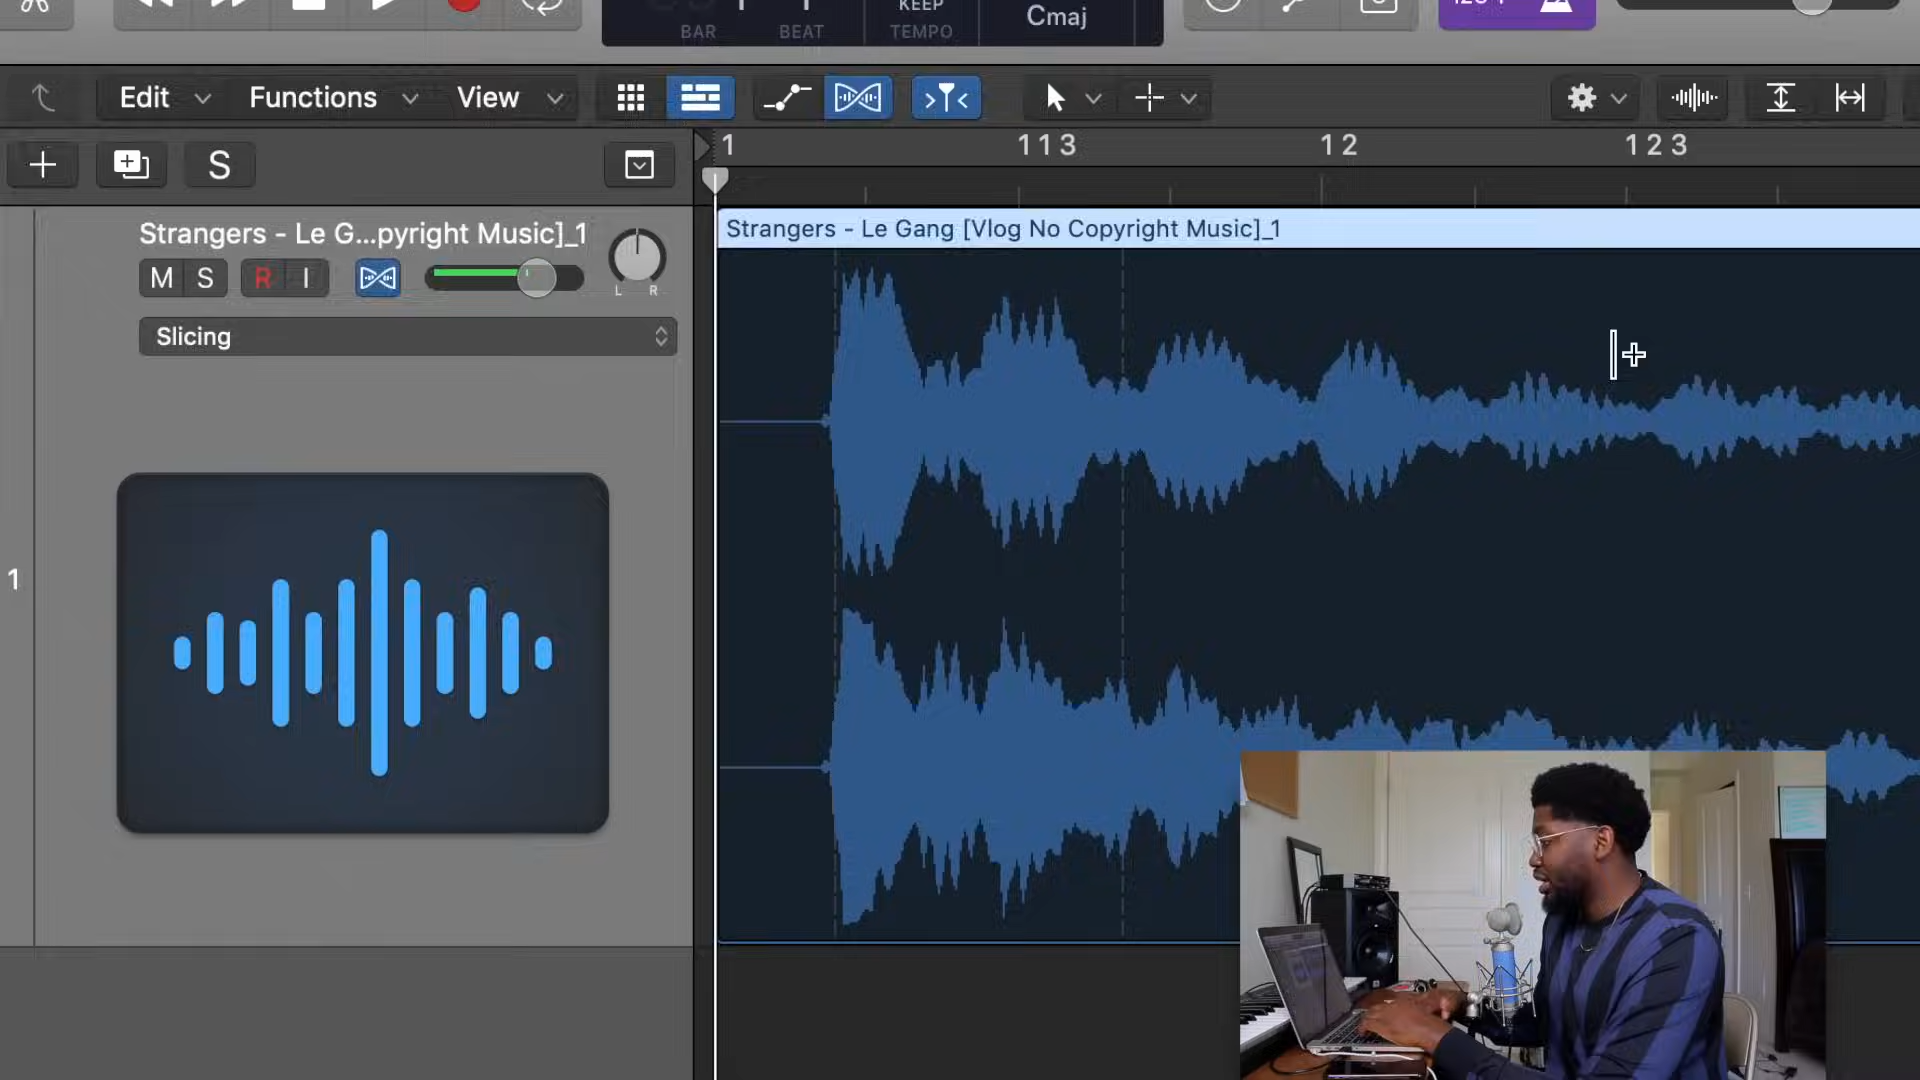 KEEP
Cmaj
BAR
BEAT
TEMPO
Edit
Functions
View
S
1
1 1 3
1 2
1 2 3
Strangers - Le G...pyright Music]_1
M
S
R
I
L
R
Slicing
1
Strangers - Le Gang [Vlog No Copyright Music]_1